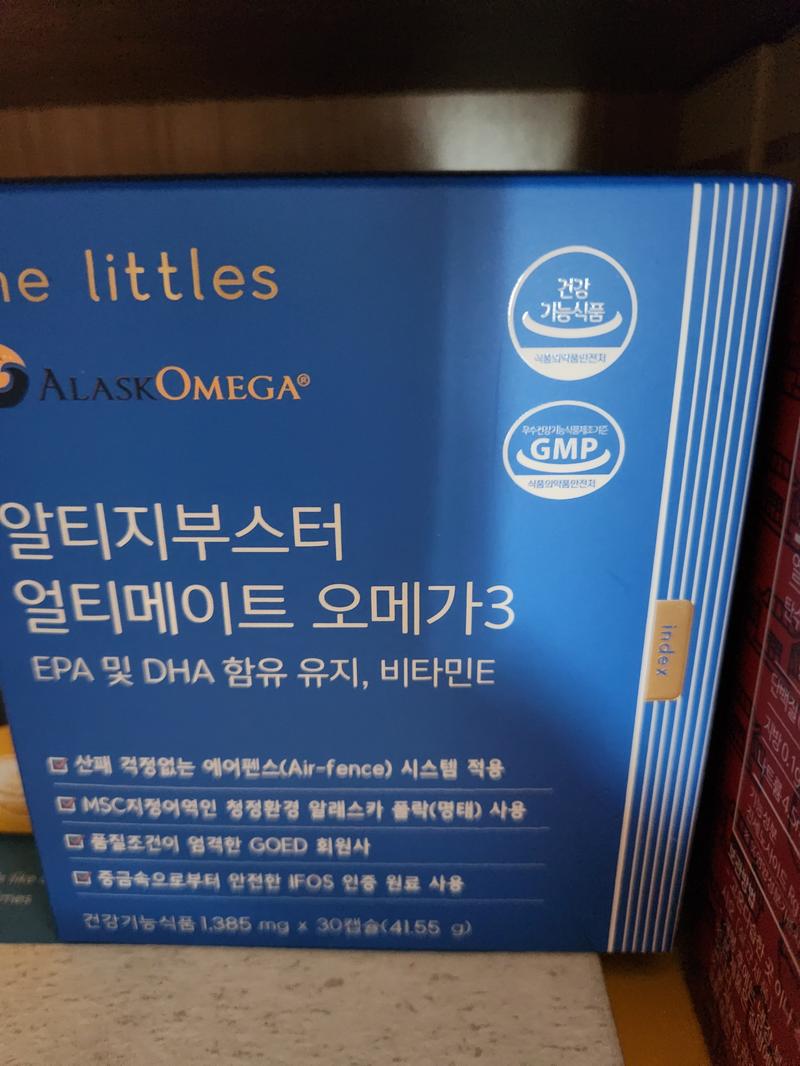 he littles
ALASKOMEGA®
건강
기능식품
식품의약품안전처
우수건강기능식품제조기준
GMP
식품의약품안전처
알티지부스터
얼티메이트 오메가3
EPA 및 DHA 함유 유지, 비타민E
index
산패 걱정없는 에어펜스(Air-fence) 시스템 적용
MSC지정어역인 청정환경 알래스카 폴락(명태) 사용
품질조건이 엄격한 GOED 회원사
중금속으로부터 안전한 IFOS 인증 원료 사용
건강기능식품 1,385 mg x 30캡슐(41.55 g)